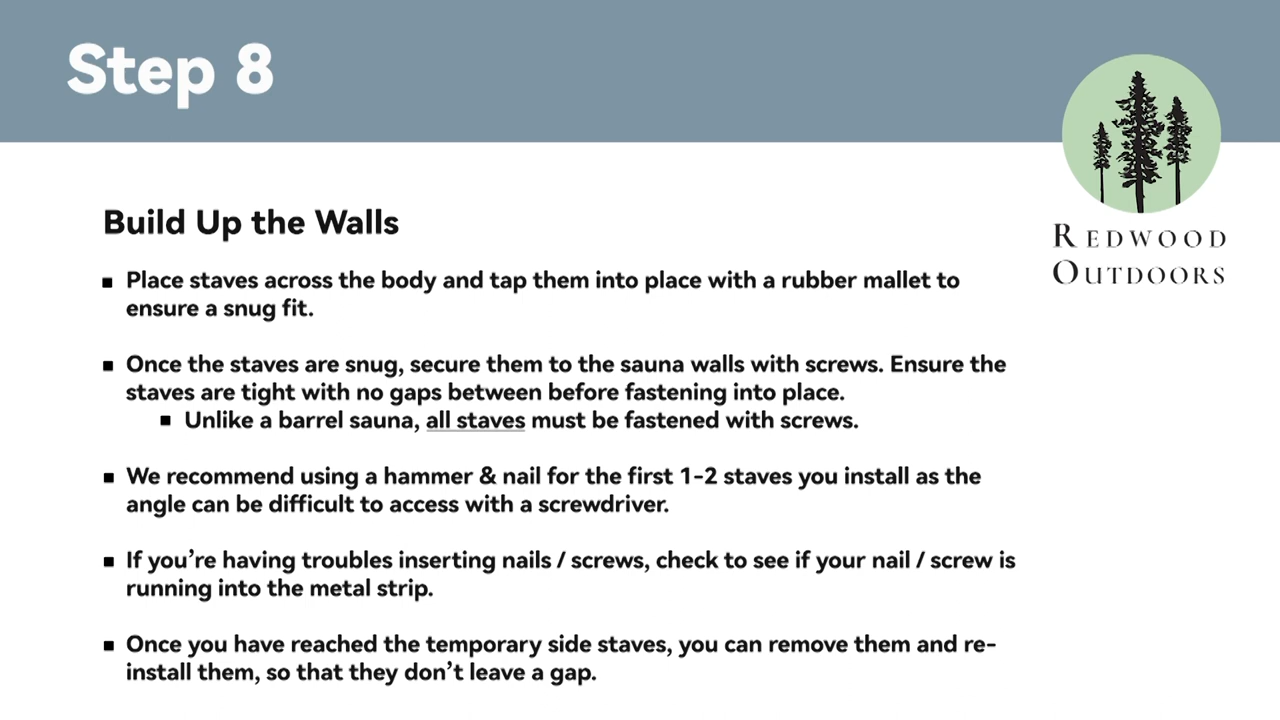 Step 8
REDWOOD
OUTDOORS
Build Up the Walls
▪ Place staves across the body and tap them into place with a rubber mallet to
ensure a snug fit.
▪ Once the staves are snug, secure them to the sauna walls with screws. Ensure the
staves are tight with no gaps between before fastening into place.
▪ Unlike a barrel sauna, all staves must be fastened with screws.
▪ We recommend using a hammer & nail for the first 1-2 staves you install as the
angle can be difficult to access with a screwdriver.
▪ If you’re having troubles inserting nails / screws, check to see if your nail / screw is
running into the metal strip.
▪ Once you have reached the temporary side staves, you can remove them and re-
install them, so that they don’t leave a gap.